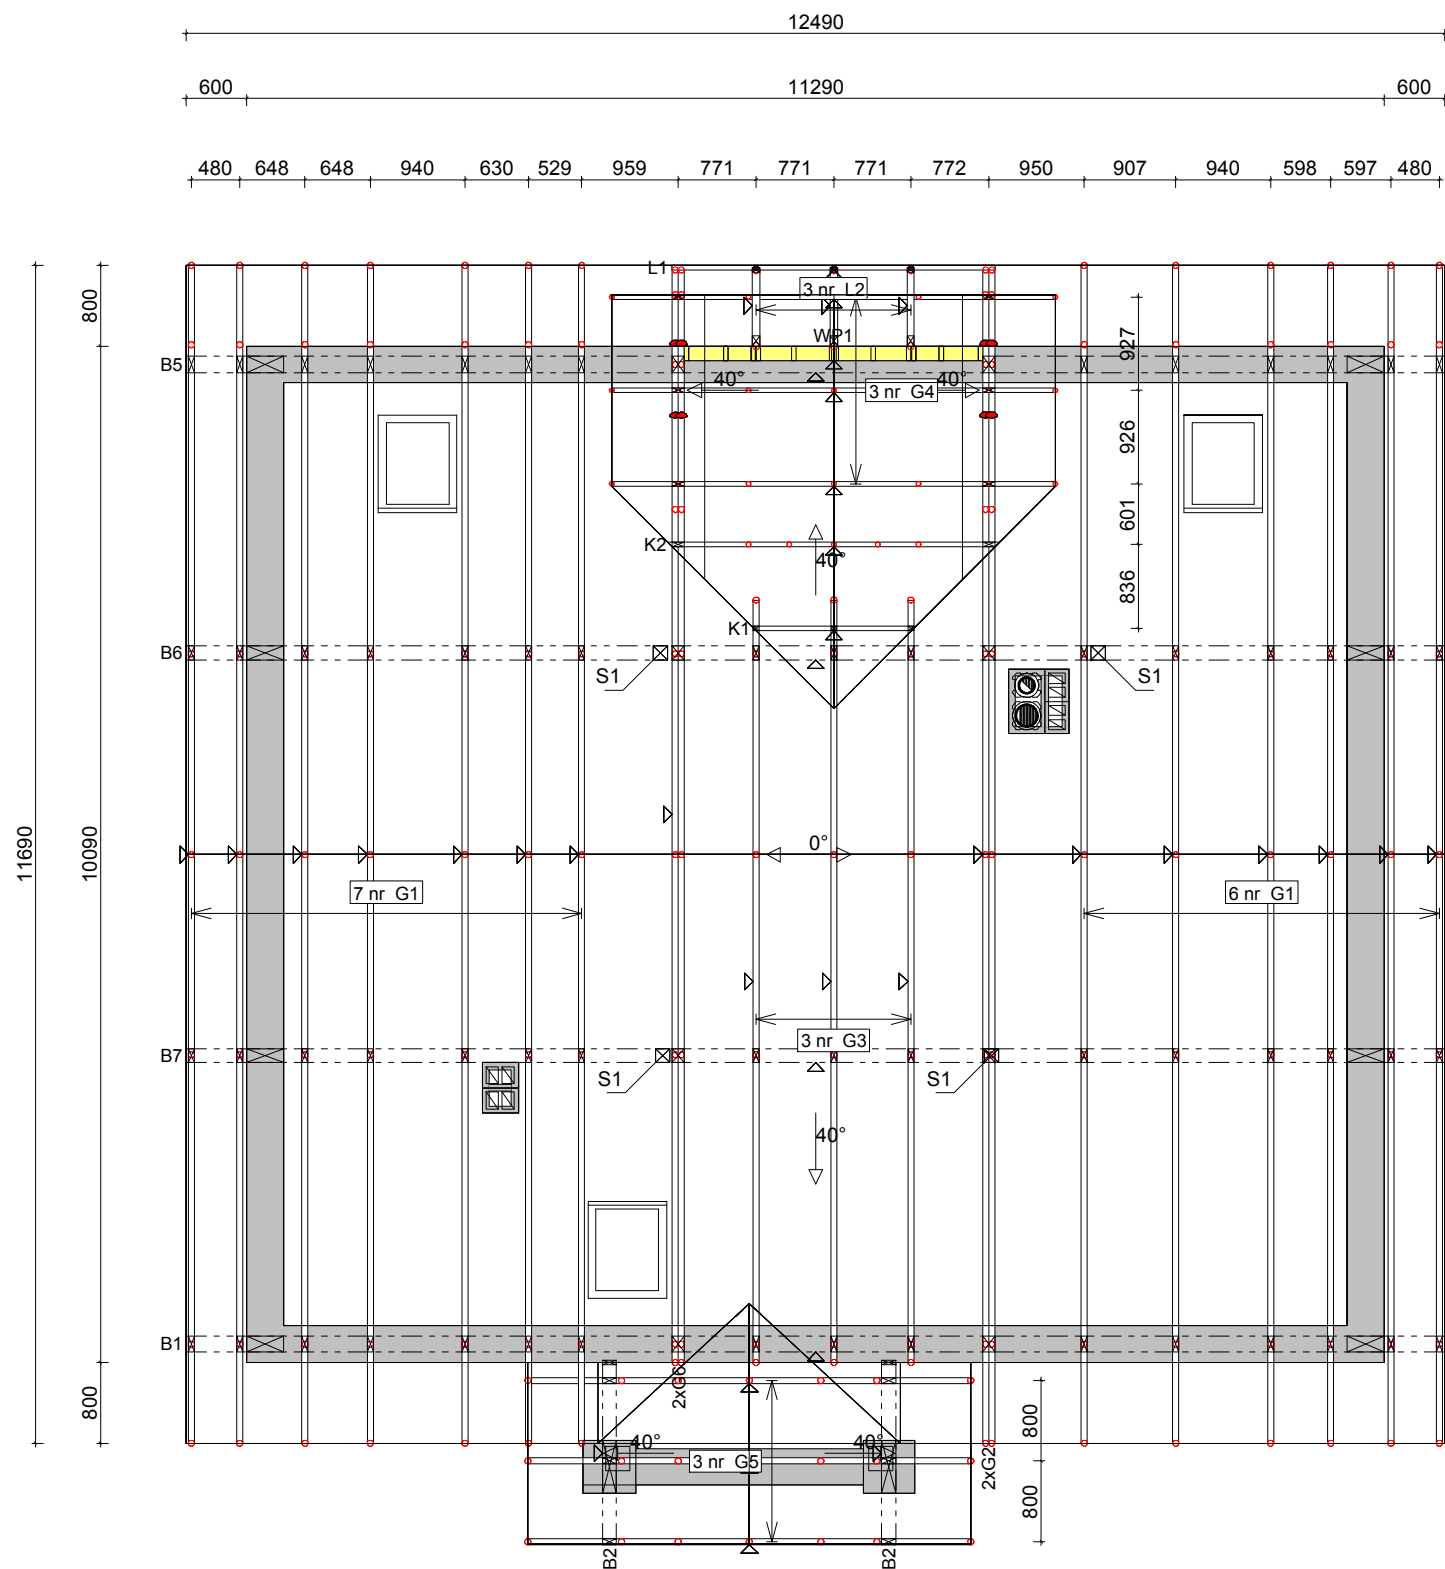 12490
600 11290 600
480 648 648 940 630 529 959 771 771 771 772 950 907 940 598 597 480
L1
3 nr L2
800
WP1
B5
927
40° 40°
3 nr G4
926
601
K2
40°
836
K1
B6
S1 S1
11690
10090
0°
7 nr G1 6 nr G1
3 nr G3
B7
S1 S1
40°
B1
2xG6
800
800
40° 40°
3 nr G5
2xG2
800
B2 B2